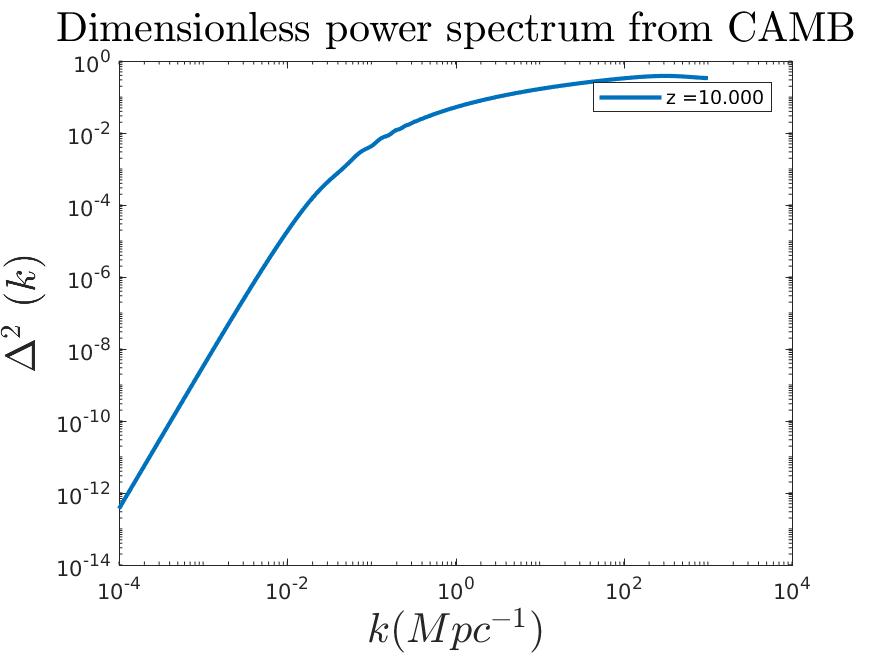 Dimensionless power spectrum from CAMB
10^0
10^-2
10^-4
10^-6
10^-8
10^-10
10^-12
10^-14
Δ^2 (k)
z =10.000
10^-4 10^-2 10^0 10^2 10^4
k(Mpc^−1)